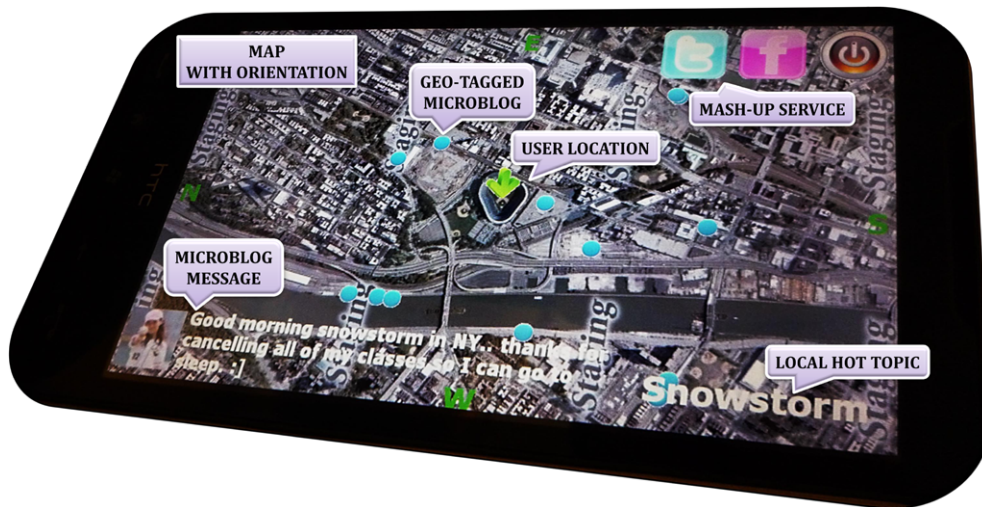 MAP
WITH ORIENTATION
E
t
f
GEO-TAGGED
MICROBLOG
MASH-UP SERVICE
Staging
Staging
Staging
USER LOCATION
htc
N
S
MICROBLOG
MESSAGE
Staging
Staging
Staging
Good morning snowstorm in NY.. thanks for
cancelling all of my classes so I can go to
sleep. :]
LOCAL HOT TOPIC
W
Snowstorm